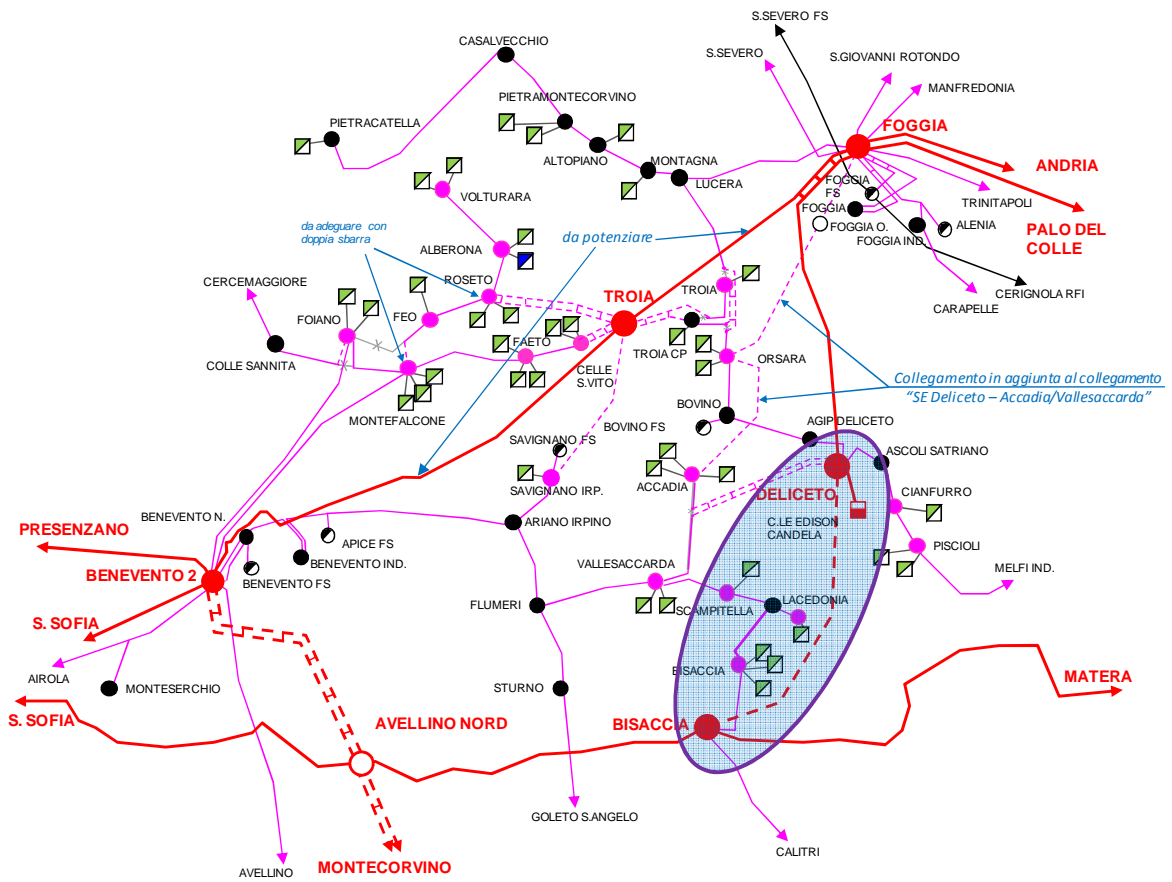 S.SEVERO FS
CASALVECCHIO
S.SEVERO
S.GIOVANNI ROTONDO
MANFREDONIA
PIETRAMONTECORVINO
PIETRACATELLA
FOGGIA
ALTOPIANO
MONTAGNA
ANDRIA
LUCERA
VOLTURARA
FOGGIA
FS
TRINITAPOLI
FOGGIA
FOGGIA O.
ALENIA
PALO DEL
COLLE
FOGGIA IND.
da adeguare con
doppia sbarra
da potenziare
ALBERONA
ROSETO
CERCEMAGGIORE
TROIA
TROIA
CERIGNOLA RFI
CARAPELLE
FOIANO
FEO
FAETO
TROIA CP
ORSARA
COLLE SANNITA
CELLE
S.VITO
Collegamento in aggiunta al collegamento
“SE Deliceto – Accadia/Vallesaccarda”
MONTEFALCONE
BOVINO
AGIP DELICETO
BOVINO FS
SAVIGNANO FS
ASCOLI SATRIANO
ACCADIA
SAVIGNANO IRP.
DELICETO
CIANFURRO
PRESENZANO
BENEVENTO N.
ARIANO IRPINO
C.LE EDISON
CANDELA
APICE FS
BENEVENTO IND.
PISCIOLI
BENEVENTO 2
BENEVENTO FS
VALLESACCARDA
MELFI IND.
FLUMERI
SCAMPITELLA
LACEDONIA
S. SOFIA
AIROLA
MONTESERCHIO
STURNO
BISACCIA
MATERA
S. SOFIA
AVELLINO NORD
BISACCIA
GOLETO S.ANGELO
CALITRI
AVELLINO
MONTECORVINO